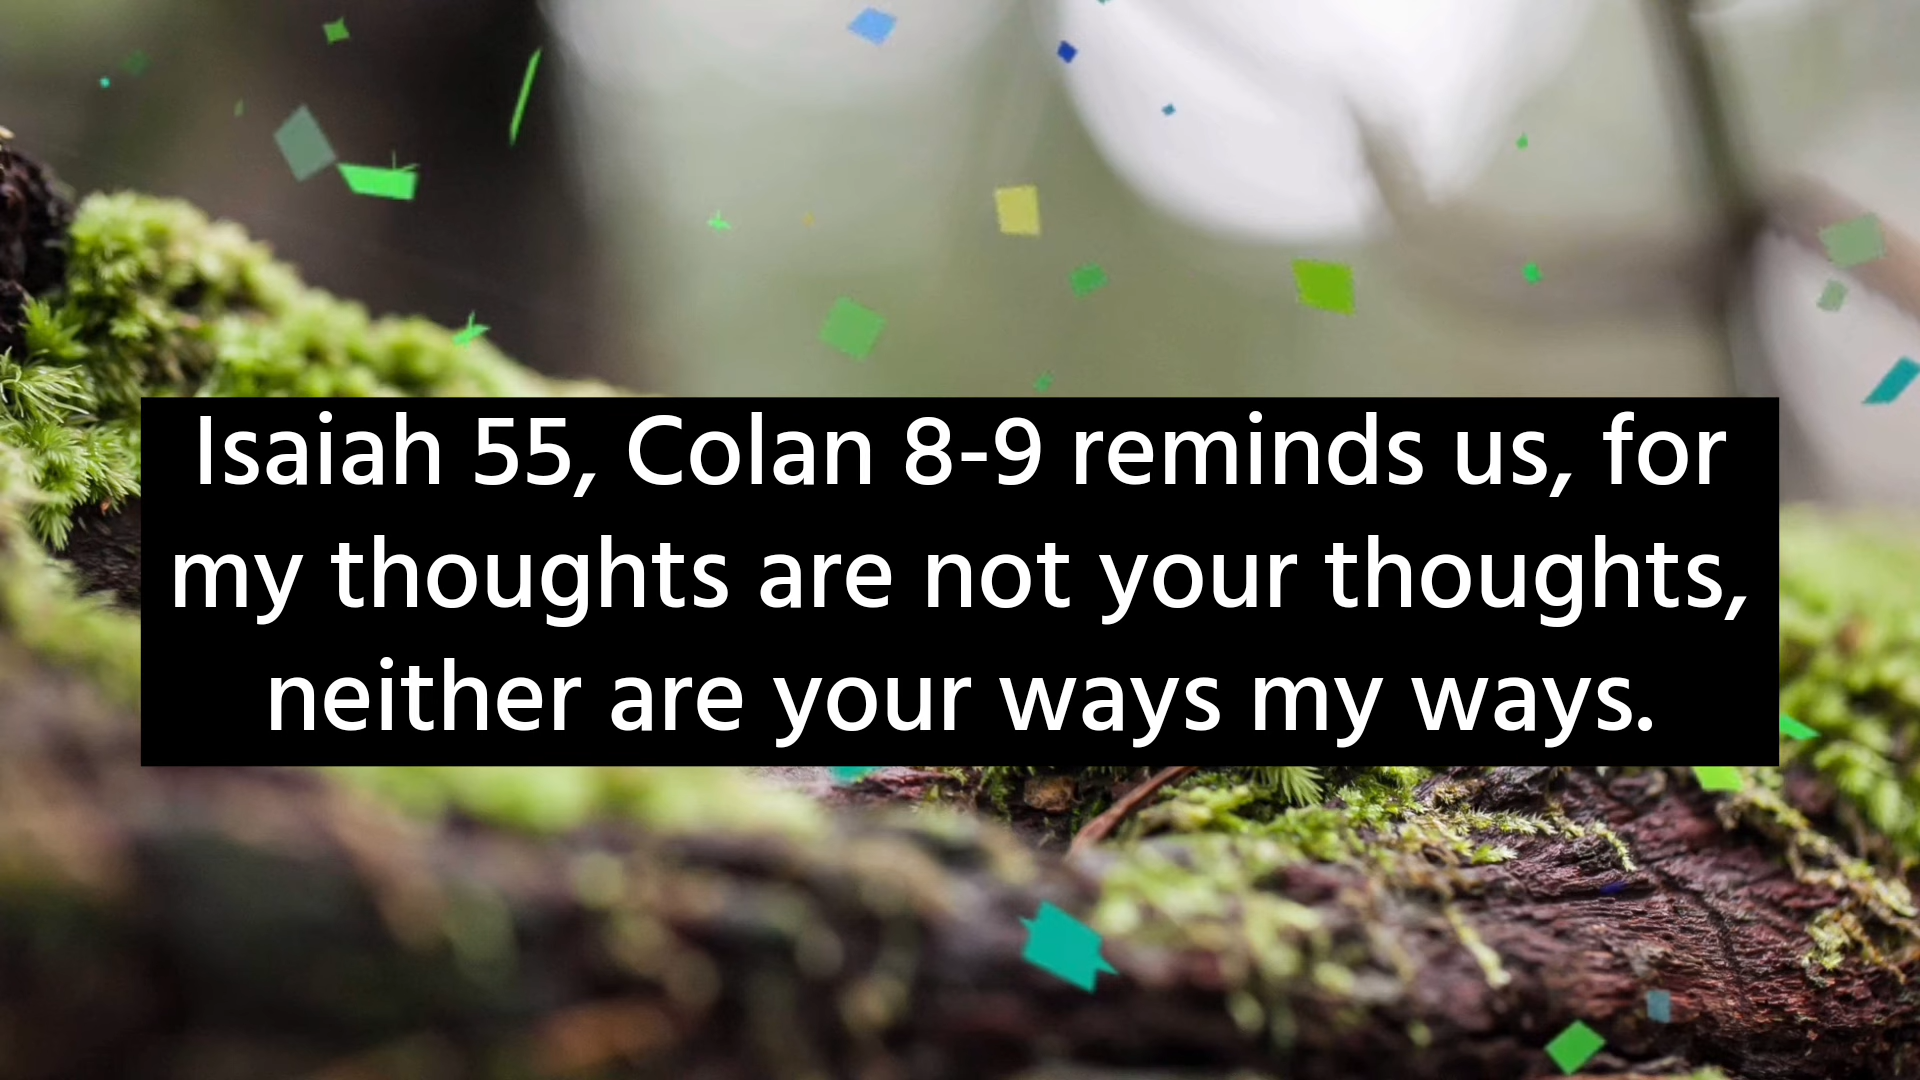 Isaiah 55, Colan 8-9 reminds us, for
my thoughts are not your thoughts,
neither are your ways my ways.